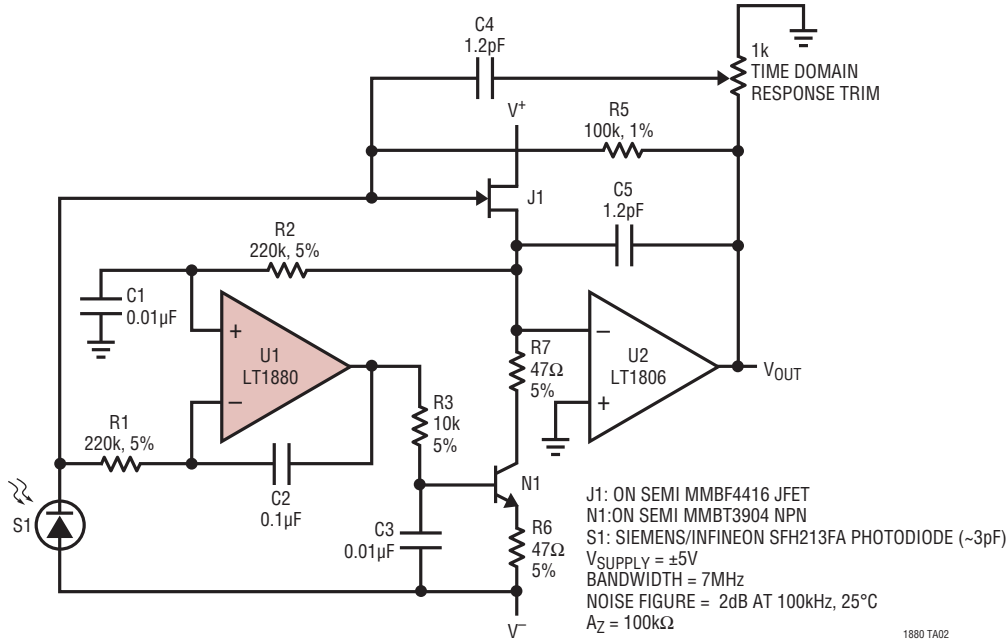 C4
1.2pF
1k
TIME DOMAIN
RESPONSE TRIM
V+
R5
100k, 1%
J1
C5
1.2pF
R2
220k, 5%
C1
0.01µF
+
U1
LT1880
–
R7
47Ω
5%
–
U2
LT1806
+
VOUT
R1
220k, 5%
R3
10k
5%
C2
0.1µF
N1
S1
C3
0.01µF
R6
47Ω
5%
V–
J1: ON SEMI MMBF4416 JFET
N1:ON SEMI MMBT3904 NPN
S1: SIEMENS/INFINEON SFH213FA PHOTODIODE (~3pF)
VSUPPLY = ±5V
BANDWIDTH = 7MHz
NOISE FIGURE = 2dB AT 100kHz, 25°C
AZ = 100kΩ
1880 TA02